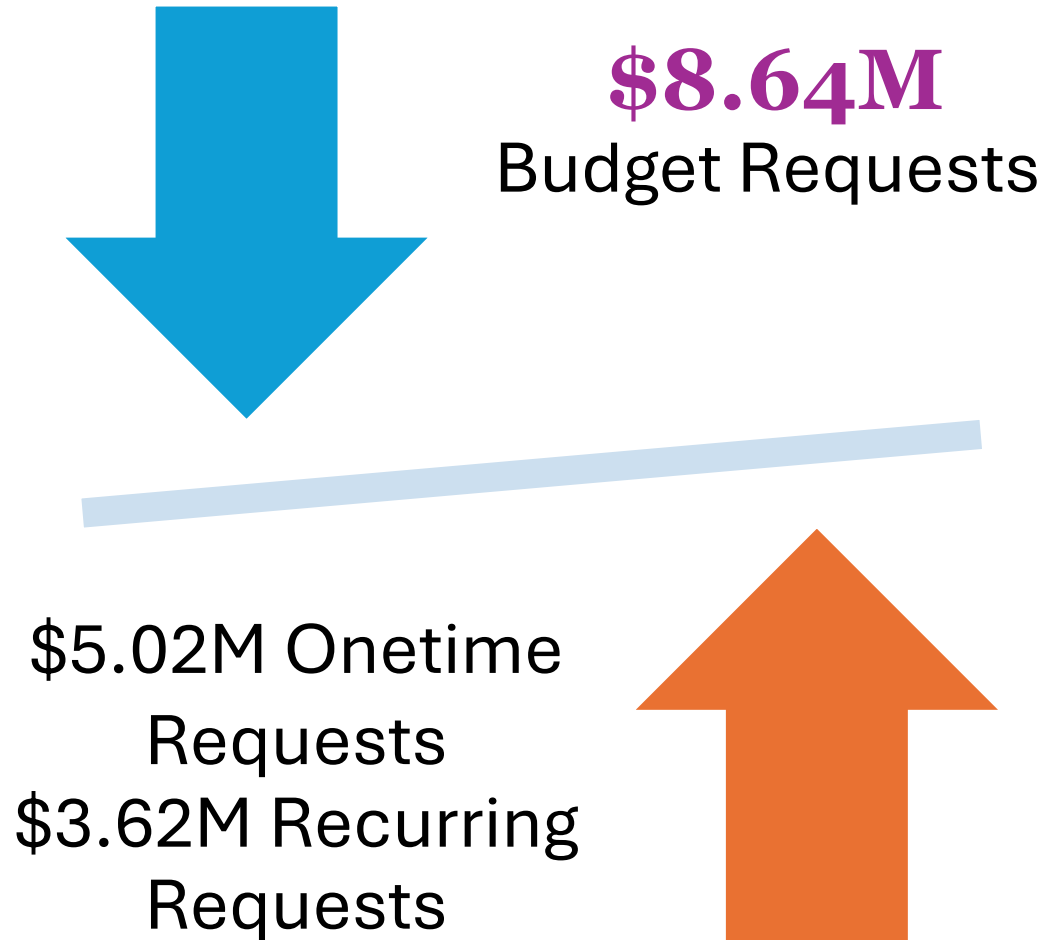 $8.64M
Budget Requests
$5.02M Onetime
Requests
$3.62M Recurring
Requests